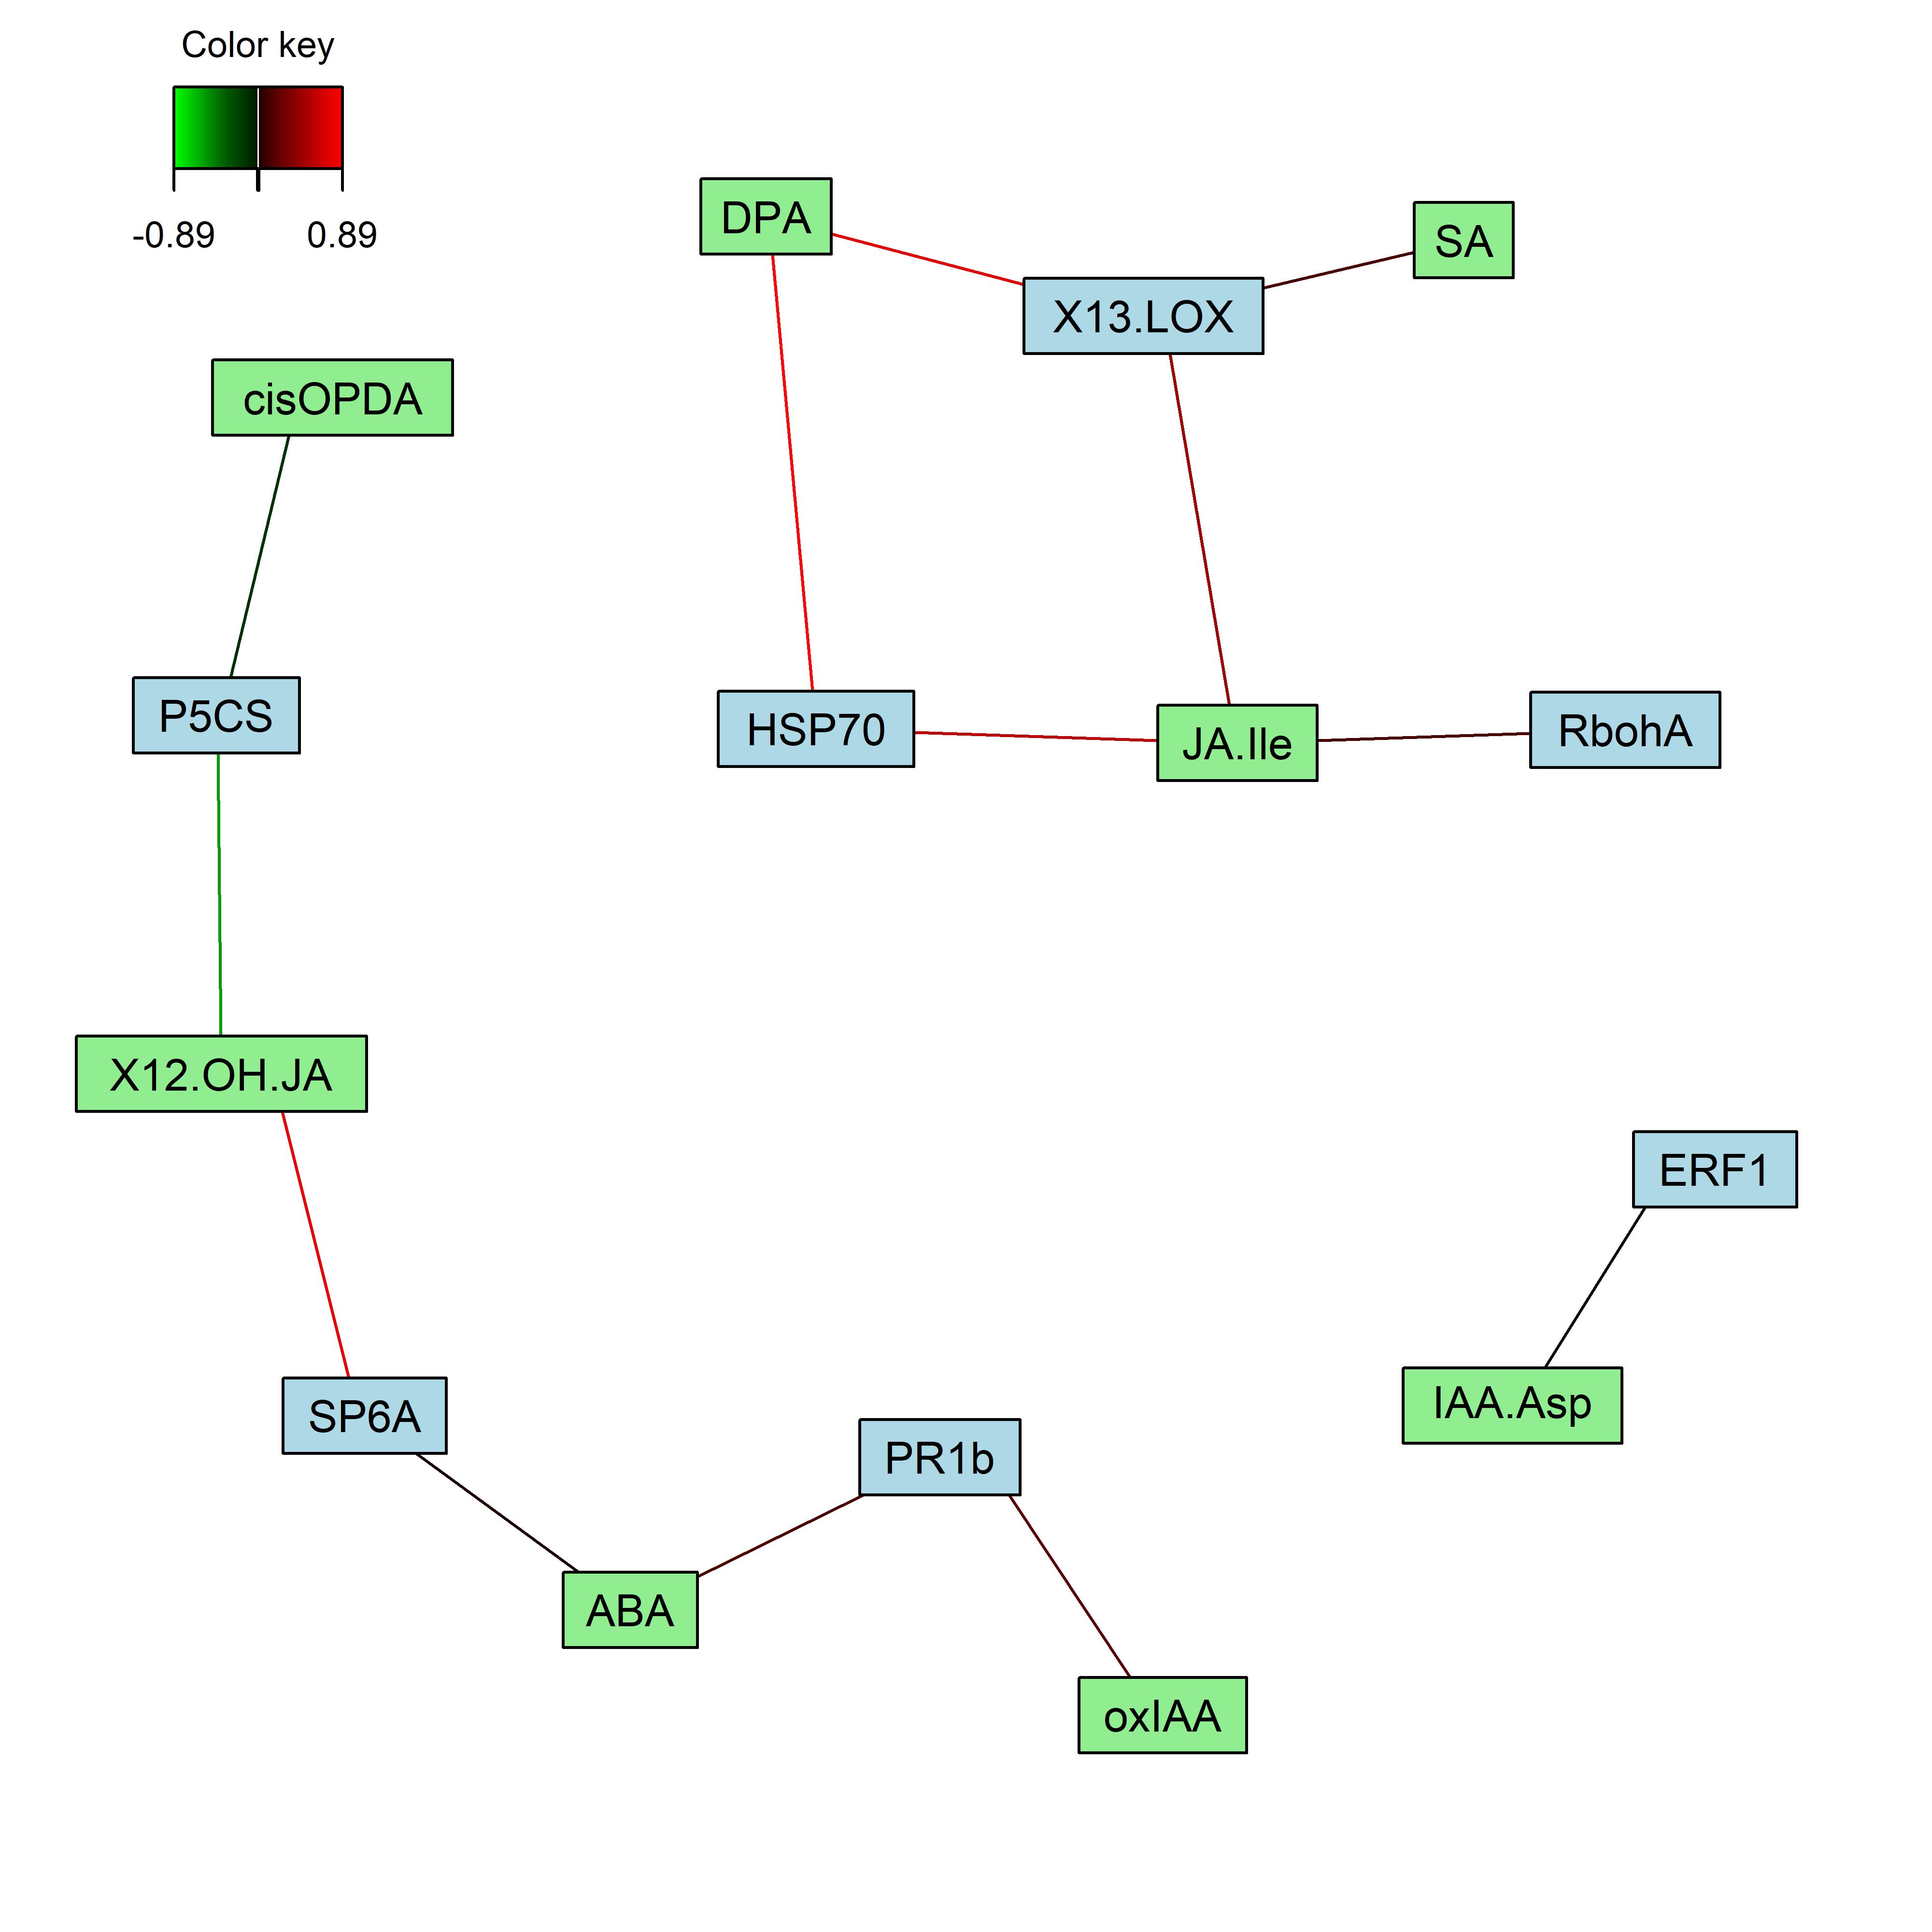 Color key
-0.89 0.89
DPA
SA
X13.LOX
cisOPDA
P5CS
HSP70
JA.Ile
RbohA
X12.OH.JA
ERF1
SP6A
IAA.Asp
PR1b
ABA
oxIAA